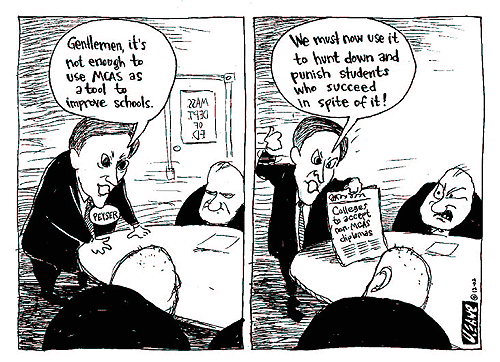 Gentlemen, it's
not enough to
use MCAS as
a tool to
improve schools.
MASS
DEPT
OF
ED
PEYSER
We must now use it
to hunt down and
punish students
who succeed
in spite of it!
Colleges
to accept
non-MCAS
diplomas
12-02